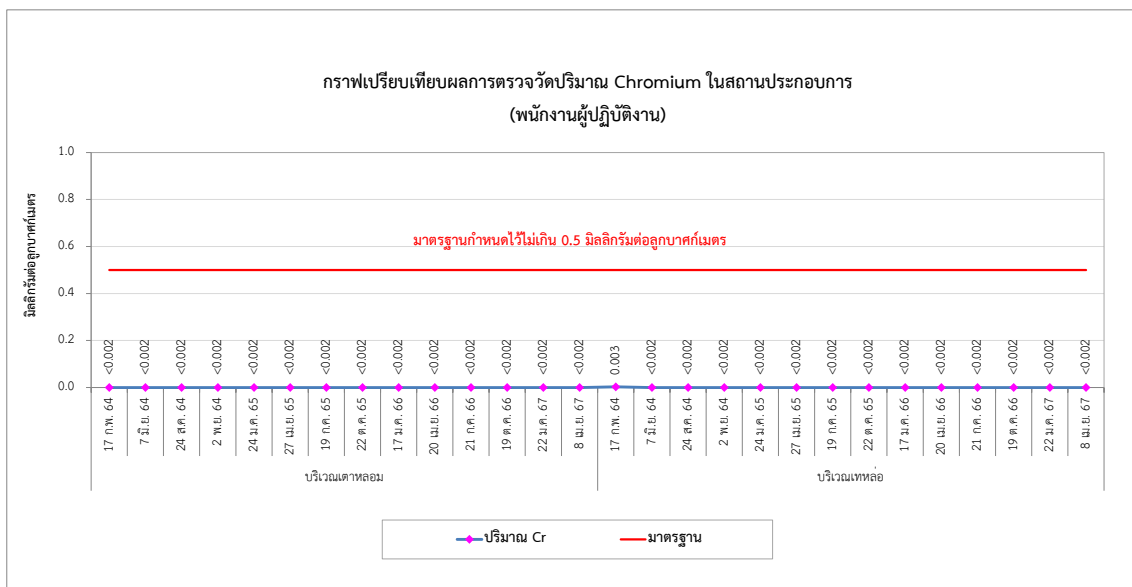 กราฟเปรียบเทียบผลการตรวจวัดปริมาณ Chromium ในสถานประกอบการ
(พนักงานผู้ปฏิบัติงาน)
มิลลิกรัมต่อลูกบาศก์เมตร
1.0
0.8
0.6
0.4
0.2
0.0
มาตรฐานกำหนดไว้ไม่เกิน 0.5 มิลลิกรัมต่อลูกบาศก์เมตร
<0.002 <0.002 <0.002 <0.002 <0.002 <0.002 <0.002 <0.002 <0.002 <0.002 <0.002 <0.002 <0.002 <0.002 0.003 <0.002 <0.002 <0.002 <0.002 <0.002 <0.002 <0.002 <0.002 <0.002 <0.002 <0.002 <0.002 <0.002
17 ก.พ. 64 7 มิ.ย. 64 24 ส.ค. 64 2 พ.ย. 64 24 ม.ค. 65 27 เม.ย. 65 19 ก.ค. 65 22 ต.ค. 65 17 ม.ค. 66 20 เม.ย. 66 21 ก.ค. 66 19 ต.ค. 66 22 ม.ค. 67 8 เม.ย. 67 17 ก.พ. 64 7 มิ.ย. 64 24 ส.ค. 64 2 พ.ย. 64 24 ม.ค. 65 27 เม.ย. 65 19 ก.ค. 65 22 ต.ค. 65 17 ม.ค. 66 20 เม.ย. 66 21 ก.ค. 66 19 ต.ค. 66 22 ม.ค. 67 8 เม.ย. 67
บริเวณเตาหลอม บริเวณเทหล่อ
ปริมาณ Cr มาตรฐาน